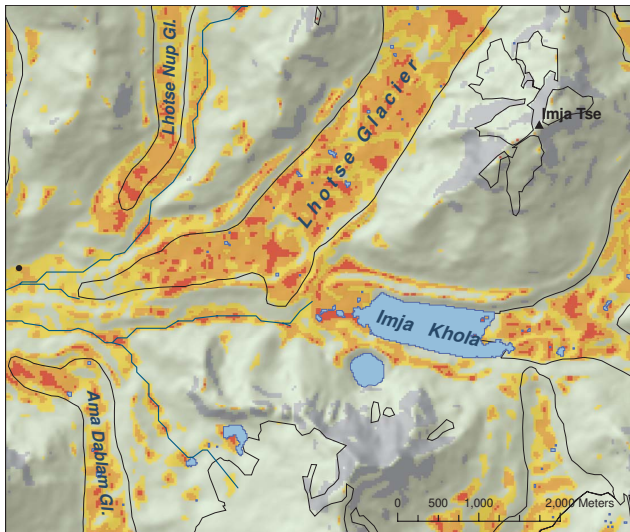 Lhotse Nup Gl.
Lhotse Glacier
Imja Tse
Imja Khola
Ama Dablam Gl.
0 500 1,000 2,000 Meters